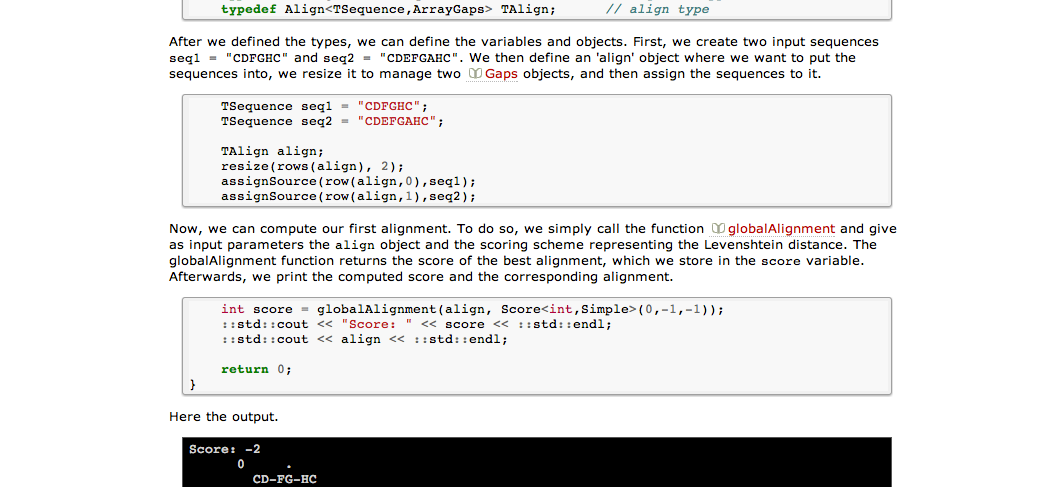 typedef Align<TSequence,ArrayGaps> TAlign;      // align type
After we defined the types, we can define the variables and objects. First, we create two input sequences
seq1 = "CDFGHC" and seq2 = "CDEFGAHC". We then define an 'align' object where we want to put the
sequences into, we resize it to manage two Gaps objects, and then assign the sequences to it.
TSequence seq1 = "CDFGHC";
TSequence seq2 = "CDEFGAHC";
TAlign align;
resize(rows(align), 2);
assignSource(row(align,0),seq1);
assignSource(row(align,1),seq2);
Now, we can compute our first alignment. To do so, we simply call the function globalAlignment and give
as input parameters the align object and the scoring scheme representing the Levenshtein distance. The
globalAlignment function returns the score of the best alignment, which we store in the score variable.
Afterwards, we print the computed score and the corresponding alignment.
int score = globalAlignment(align, Score<int,Simple>(0,-1,-1));
::std::cout << "Score: " << score << ::std::endl;
::std::cout << align << ::std::endl;
return 0;
}
Here the output.
Score: -2
0     .
CD-FG-HC